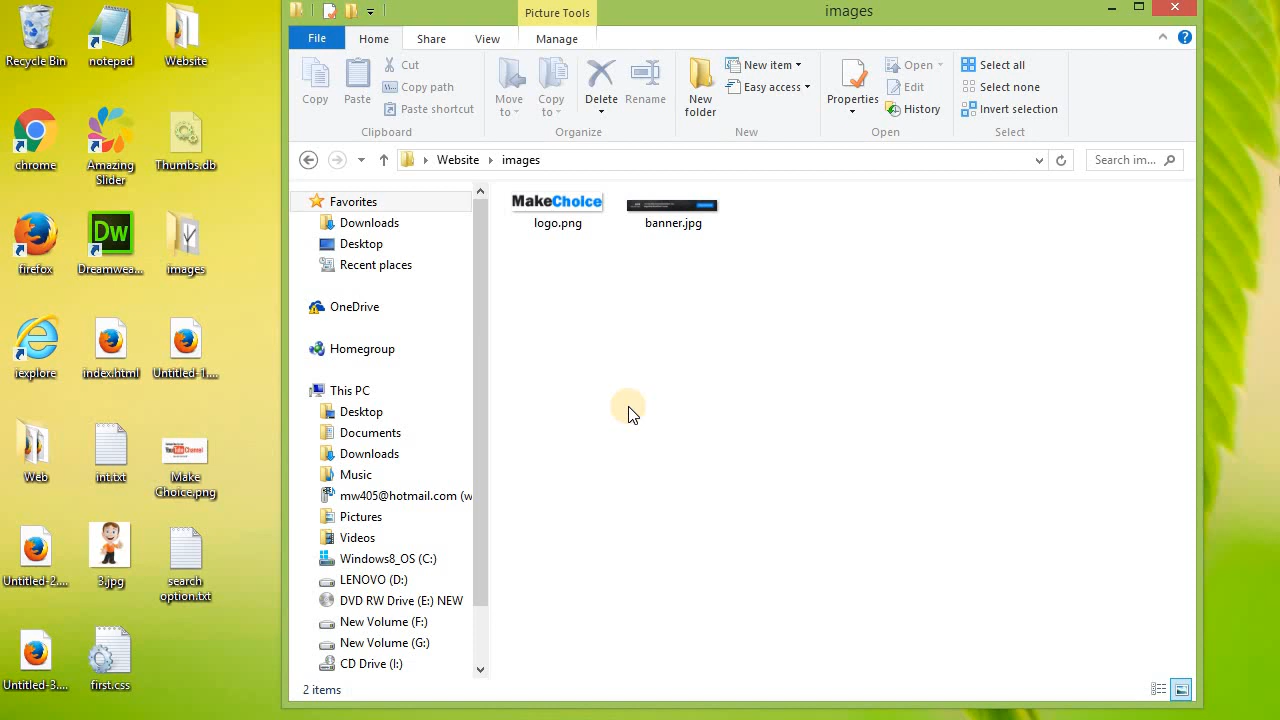 Recycle Bin
notepad
Website
chrome
Amazing
Slider
Thumbs.db
firefox
Dw
Dreamwea...
images
iexplore
index.html
Untitled-1....
Web
int.txt
YouTube Channel
Make
Choice.png
Untitled-2....
3.jpg
search
option.txt
Untitled-3....
first.css
Picture Tools
images
File
Home
Share
View
Manage
Copy
Paste
Cut
Copy path
Paste shortcut
Clipboard
Move
to
Copy
to
Delete
Rename
Organize
New
folder
New item
Easy access
New
Properties
Open
Edit
History
Open
Select all
Select none
Invert selection
Select
Website
images
Search im...
Favorites
Downloads
Desktop
Recent places
OneDrive
Homegroup
This PC
Desktop
Documents
Downloads
Music
mw405@hotmail.com (w
Pictures
Videos
Windows8_OS (C:)
LENOVO (D:)
DVD RW Drive (E:) NEW
New Volume (F:)
New Volume (G:)
CD Drive (I:)
MakeChoice
logo.png
banner.jpg
2 items